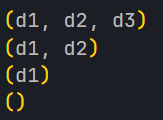 (d1, d2, d3)
(d1, d2)
(d1)
()